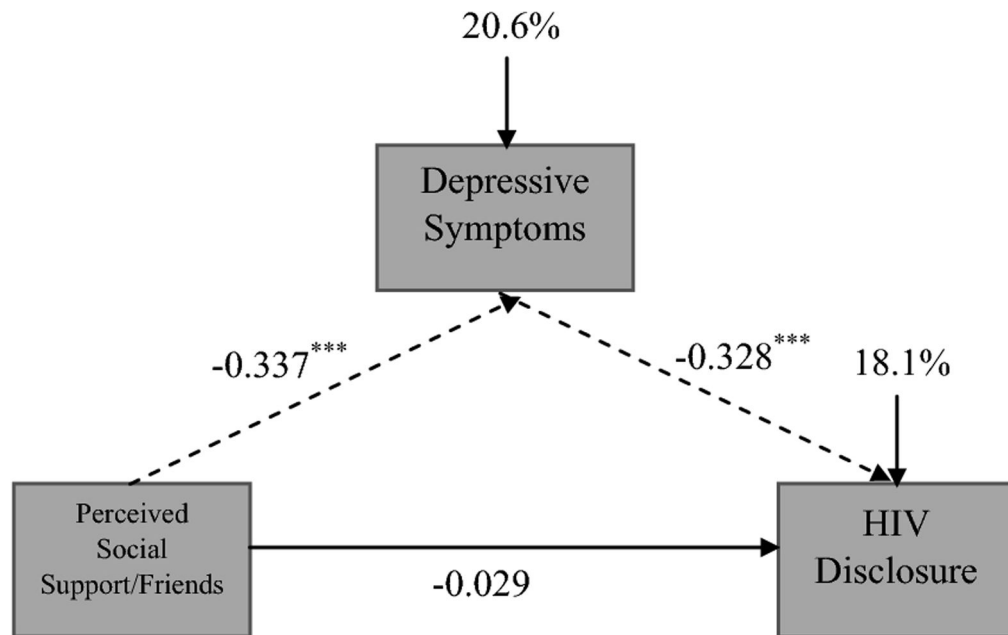 20.6%
Depressive
Symptoms
-0.337***
-0.328***
18.1%
Perceived
Social
Support/Friends
HIV
Disclosure
-0.029